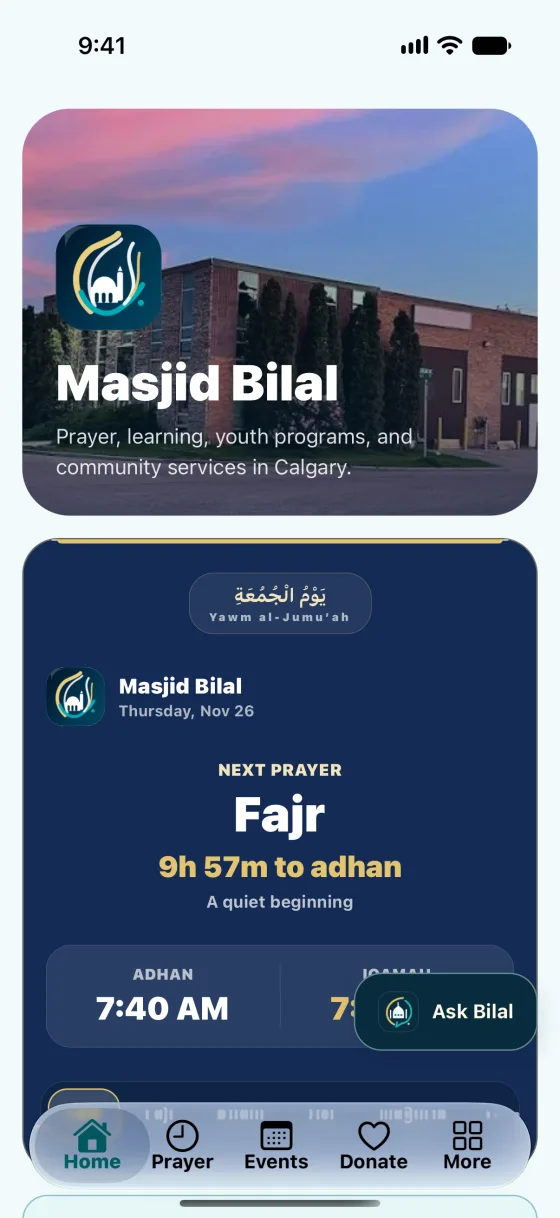 9:41
Masjid Bilal
Prayer, learning, youth programs, and
community services in Calgary.
يَوْمُ الْجُمُعَةِ
Yawm al-Jumu’ah
Masjid Bilal
Thursday, Nov 26
NEXT PRAYER
Fajr
9h 57m to adhan
A quiet beginning
ADHAN
7:40 AM
Ask Bilal
Home Prayer Events Donate More